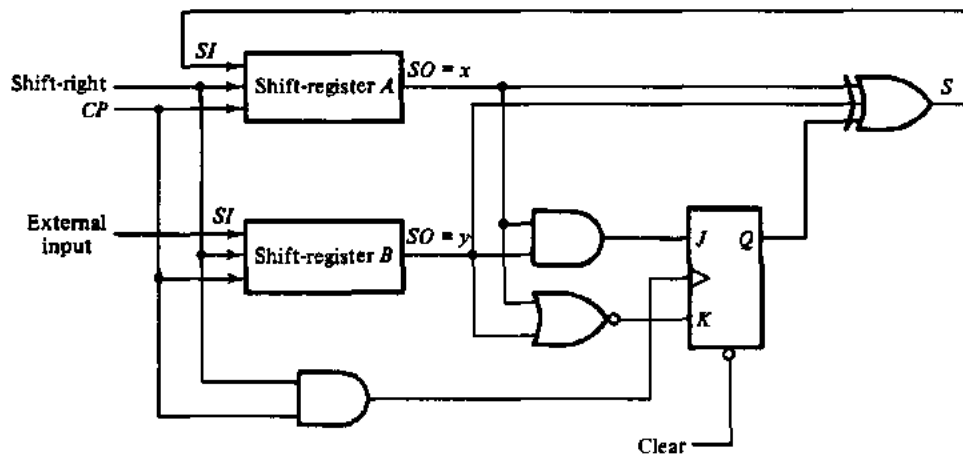 SI
Shift-right
CP
Shift-register A
SO = x
S
External
input
SI
Shift-register B
SO = y
J
Q
K
Clear